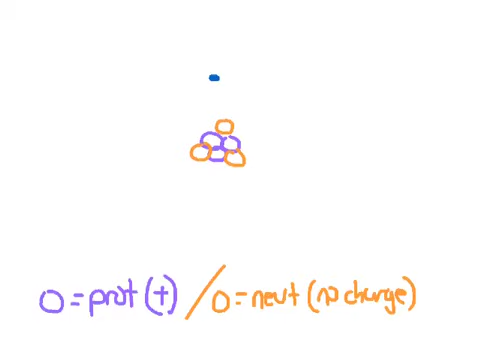 O = prot (+) / O = neut (no charge)